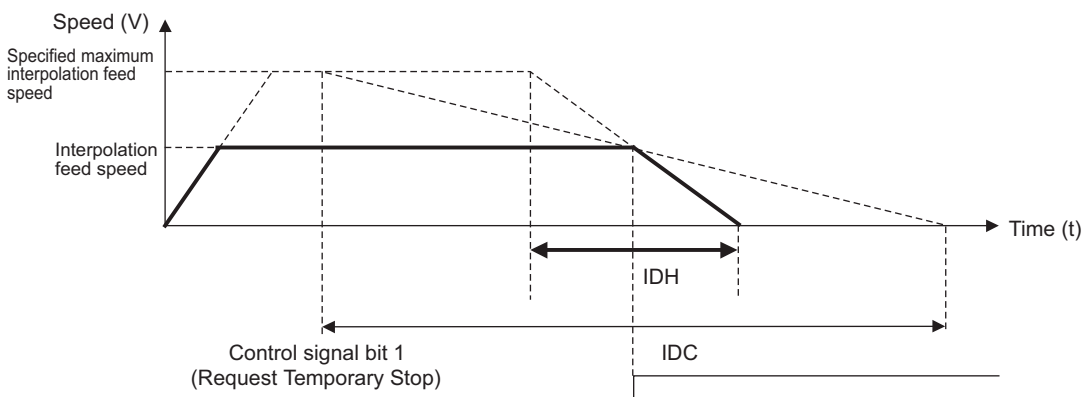 Speed (V)
Specified maximum
interpolation feed
speed
Interpolation
feed speed
Time (t)
IDH
Control signal bit 1
(Request Temporary Stop)
IDC